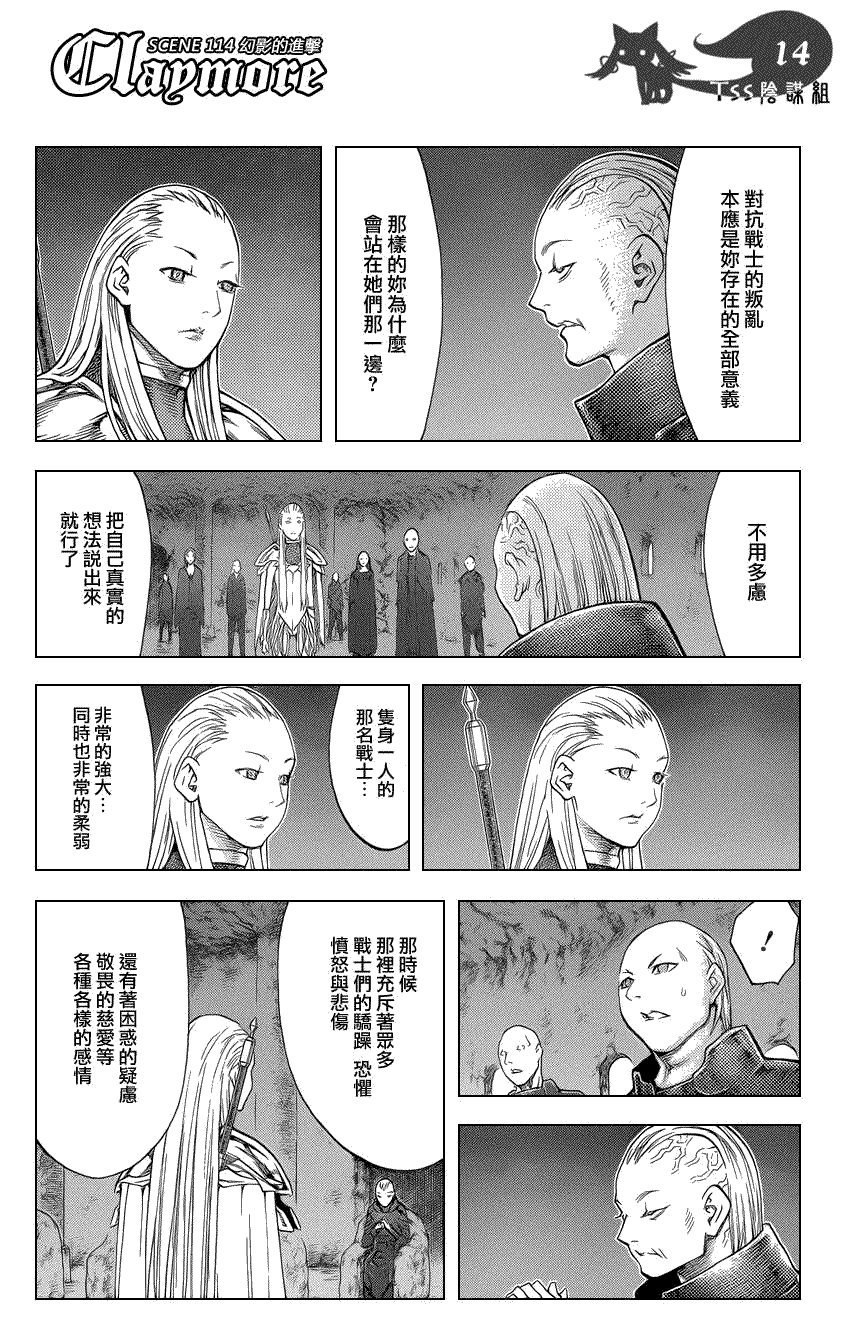 SCENE 114 幻影的進擊
Claymore
14
Tss陰謀組
對抗戰士的叛亂
本應是妳存在的全部意義
那樣的妳為什麼
會站在她們那一邊?
不用多慮
把自己真實的
想法說出來
就行了
隻身一人的
那名戰士…
非常的強大…
同時也非常的柔弱
!
那時候
那裡充斥著眾多
戰士們的驕躁 恐懼
憤怒與悲傷
還有著困惑的疑慮
敬畏的慈愛等
各種各樣的感情